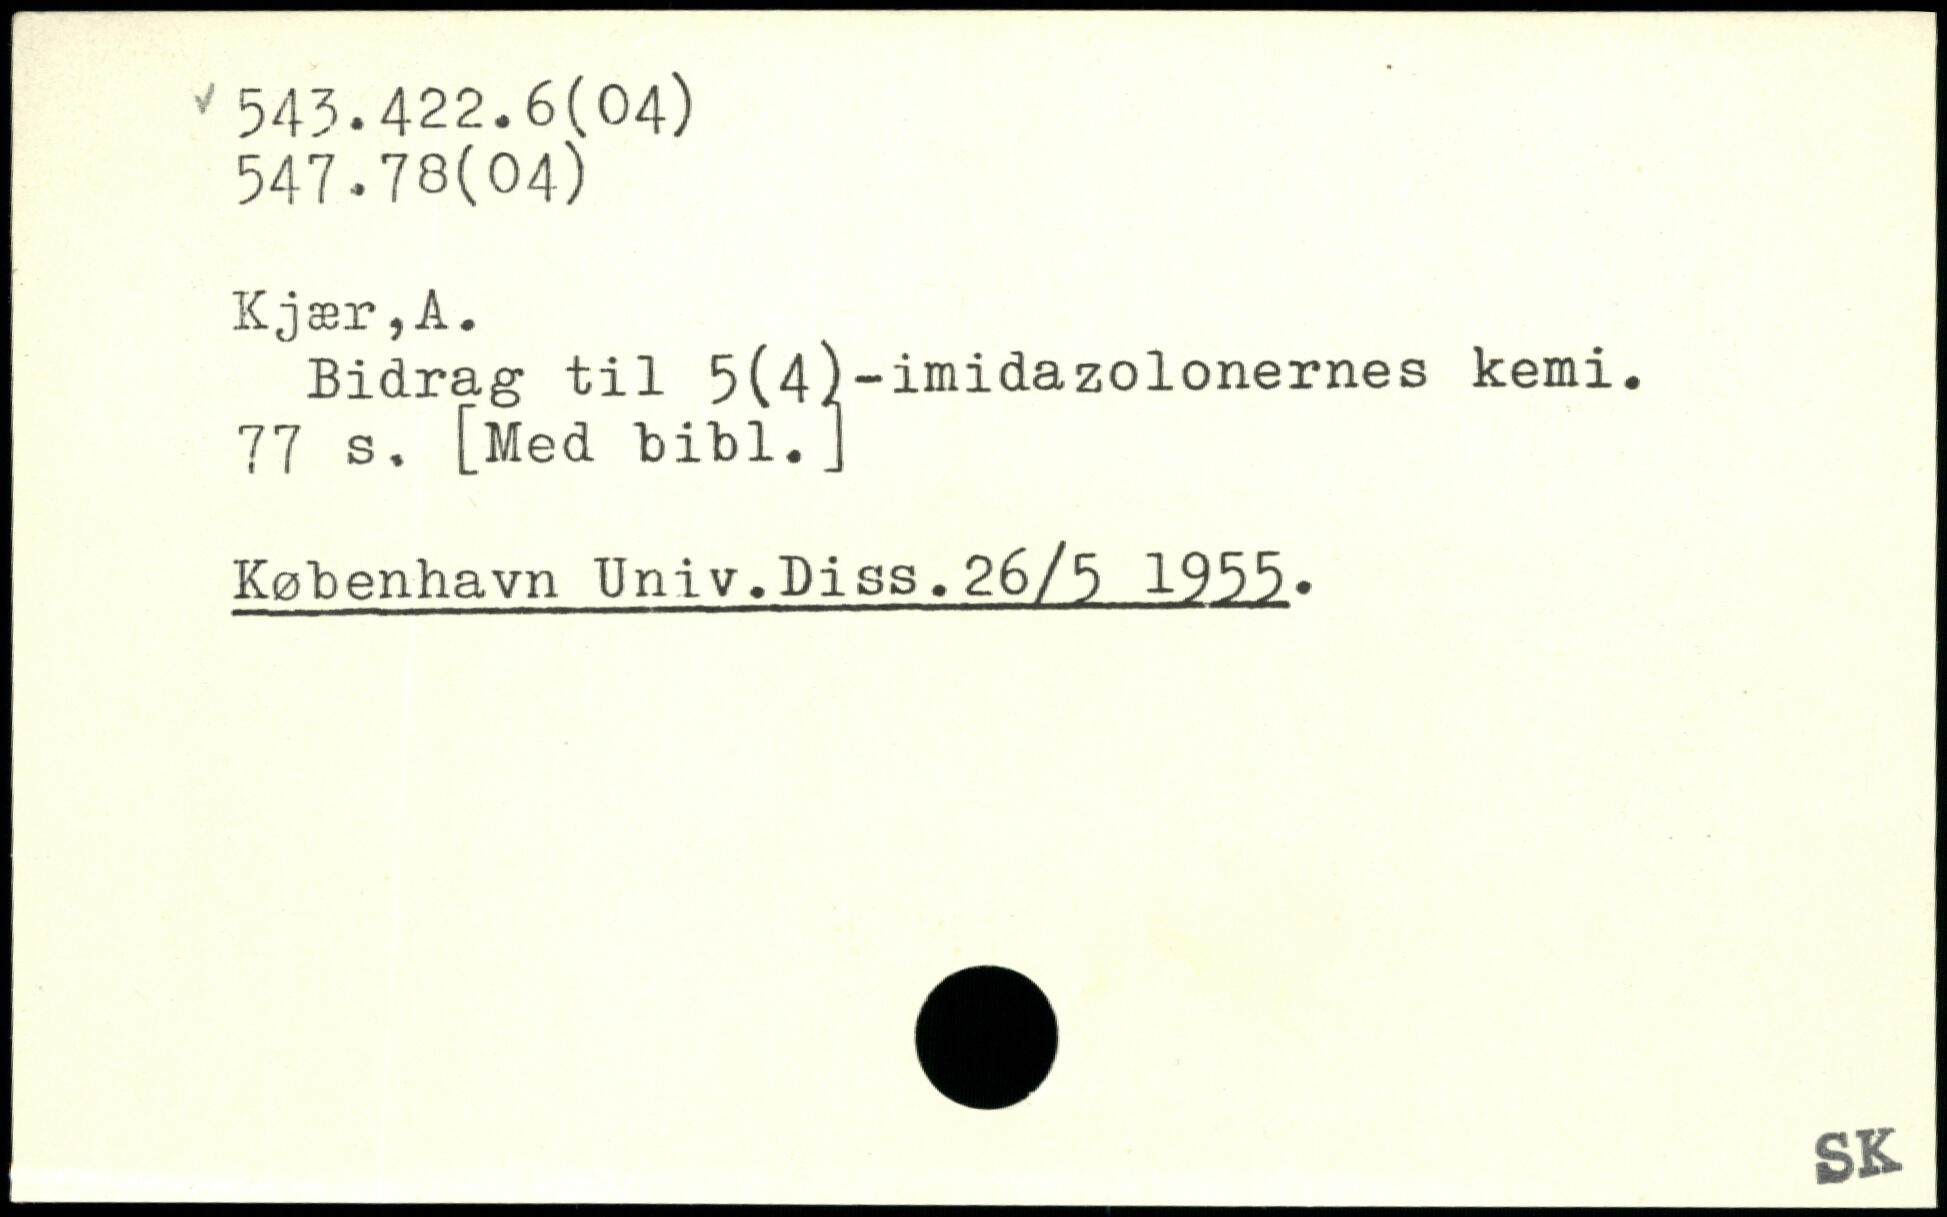 ✓ 543.422.6(04)
547.78(04)
Kjær,A.
Bidrag til 5(4)-imidazolonernes kemi.
77 s. [Med bibl.]
København Univ.Diss.26/5 1955.
SK